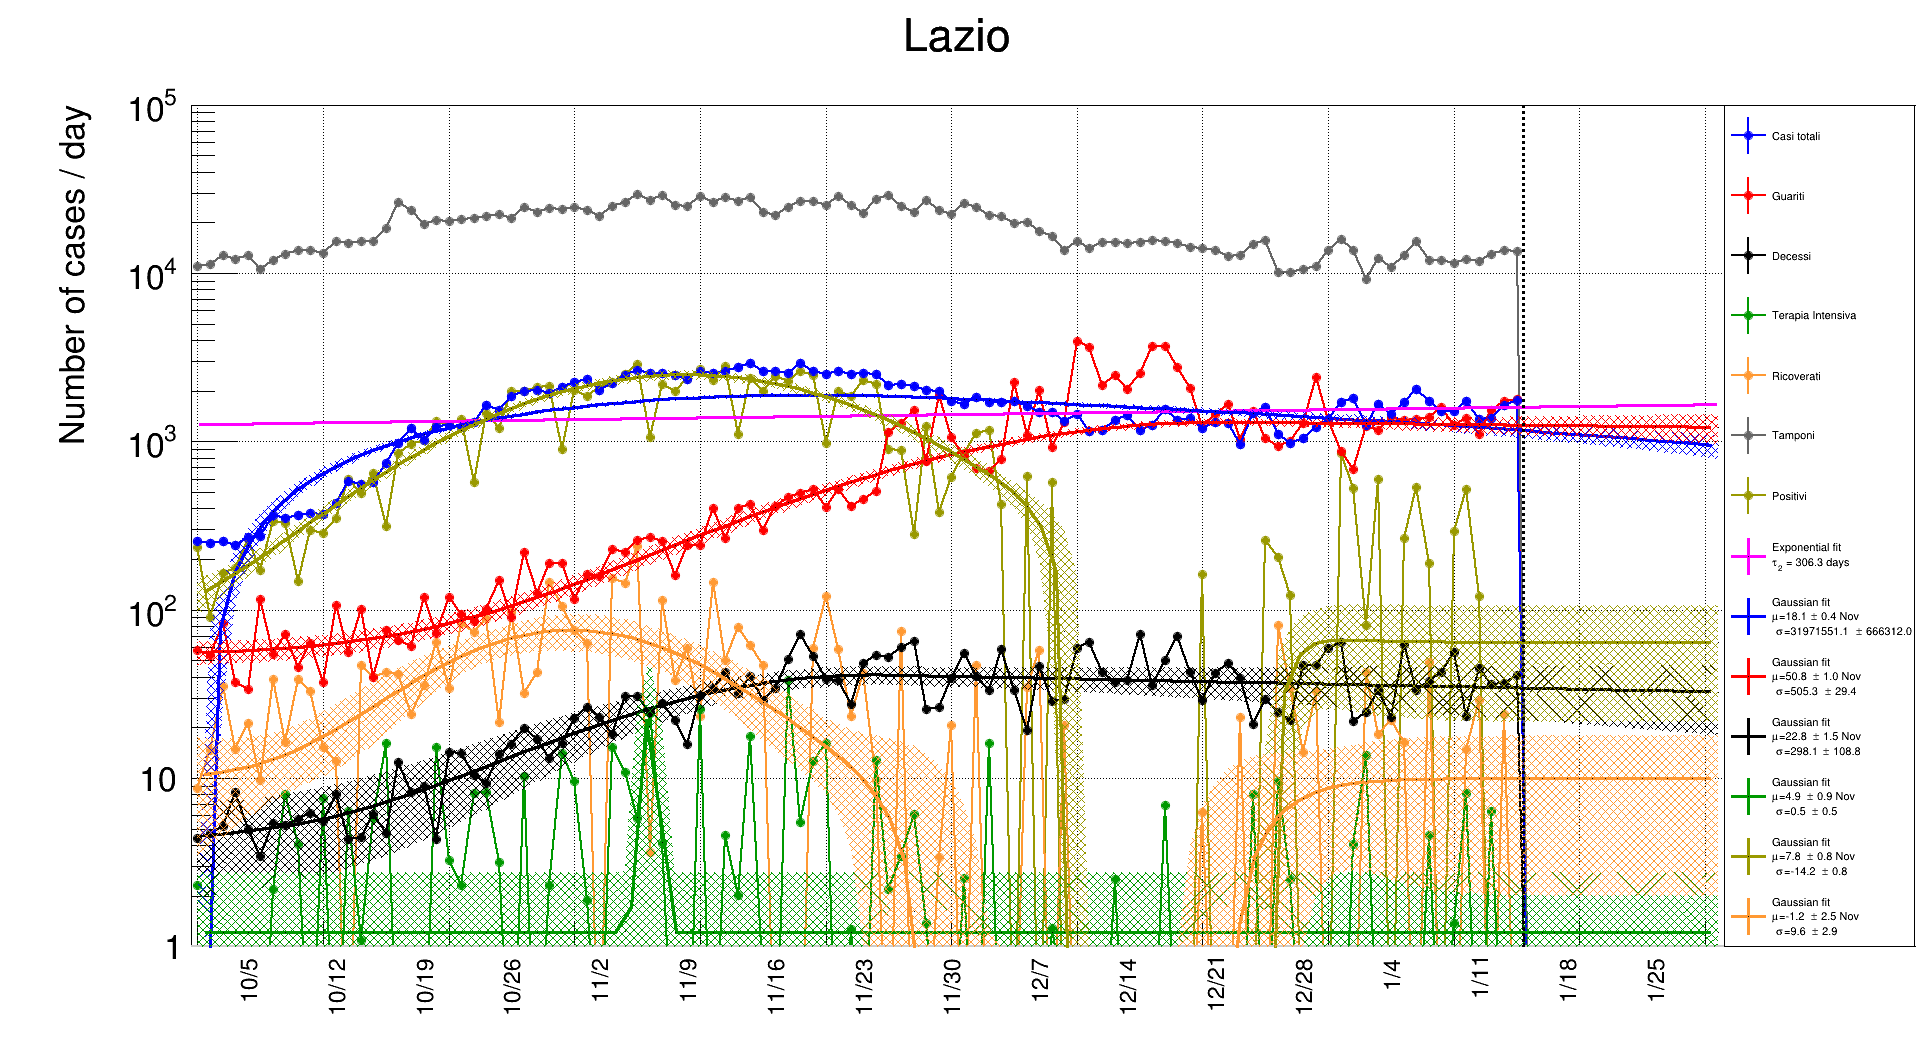 Lazio
Number of cases / day
10^5
10^4
10^3
10^2
10
1
10/5
10/12
10/19
10/26
11/2
11/9
11/16
11/23
11/30
12/7
12/14
12/21
12/28
1/4
1/11
1/18
1/25
Casi totali
Guariti
Decessi
Terapia Intensiva
Ricoverati
Tamponi
Positivi
Exponential fit
τ_2 = 306.3 days
Gaussian fit
μ=18.1 ± 0.4 Nov
σ=31971551.1 ± 666312.0
Gaussian fit
μ=50.8 ± 1.0 Nov
σ=505.3 ± 29.4
Gaussian fit
μ=22.8 ± 1.5 Nov
σ=298.1 ± 108.8
Gaussian fit
μ=4.9 ± 0.9 Nov
σ=0.5 ± 0.5
Gaussian fit
μ=7.8 ± 0.8 Nov
σ=-14.2 ± 0.8
Gaussian fit
μ=-1.2 ± 2.5 Nov
σ=9.6 ± 2.9